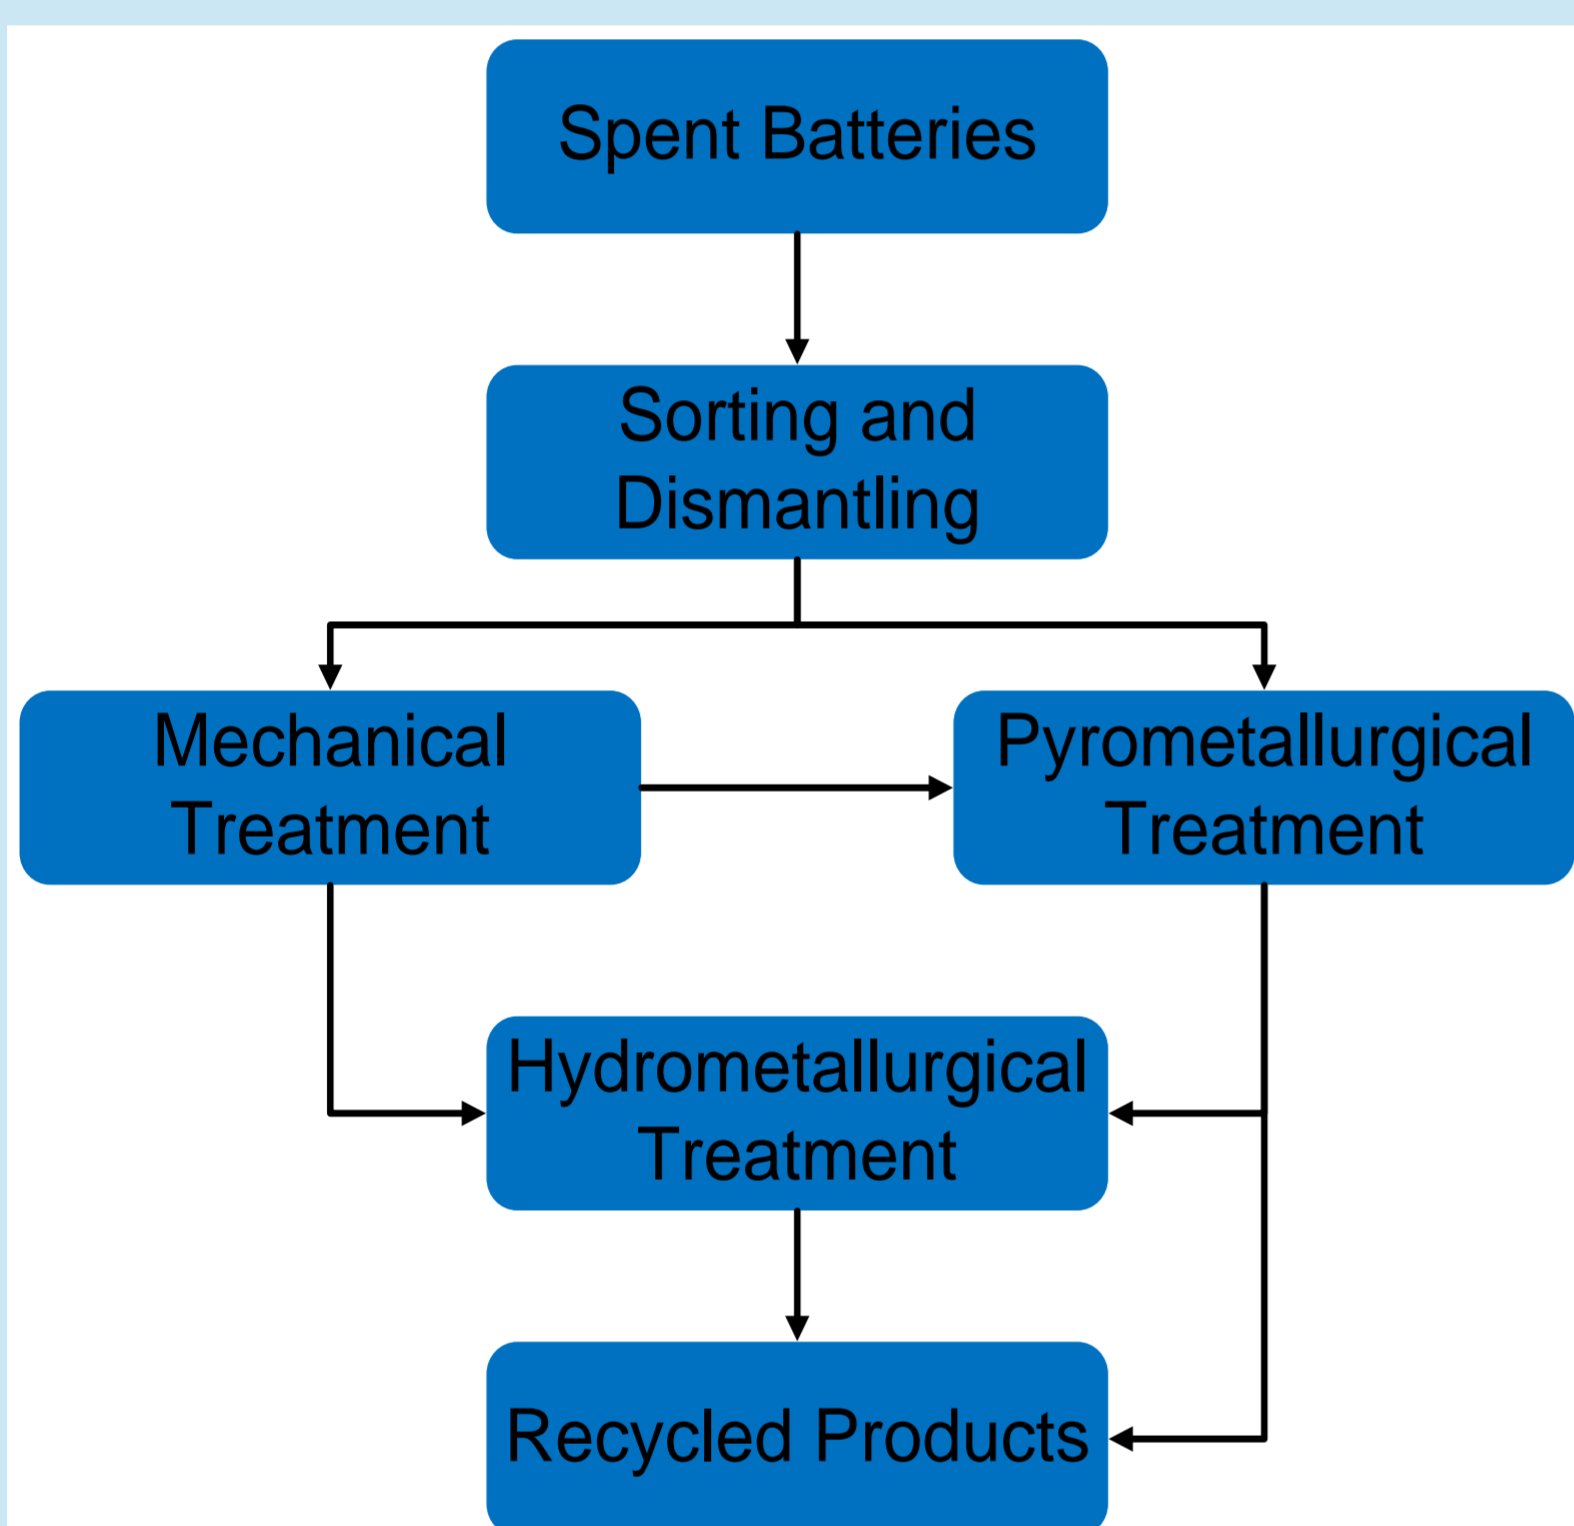 Spent Batteries
Sorting and
Dismantling
Mechanical
Treatment
Pyrometallurgical
Treatment
Hydrometallurgical
Treatment
Recycled Products